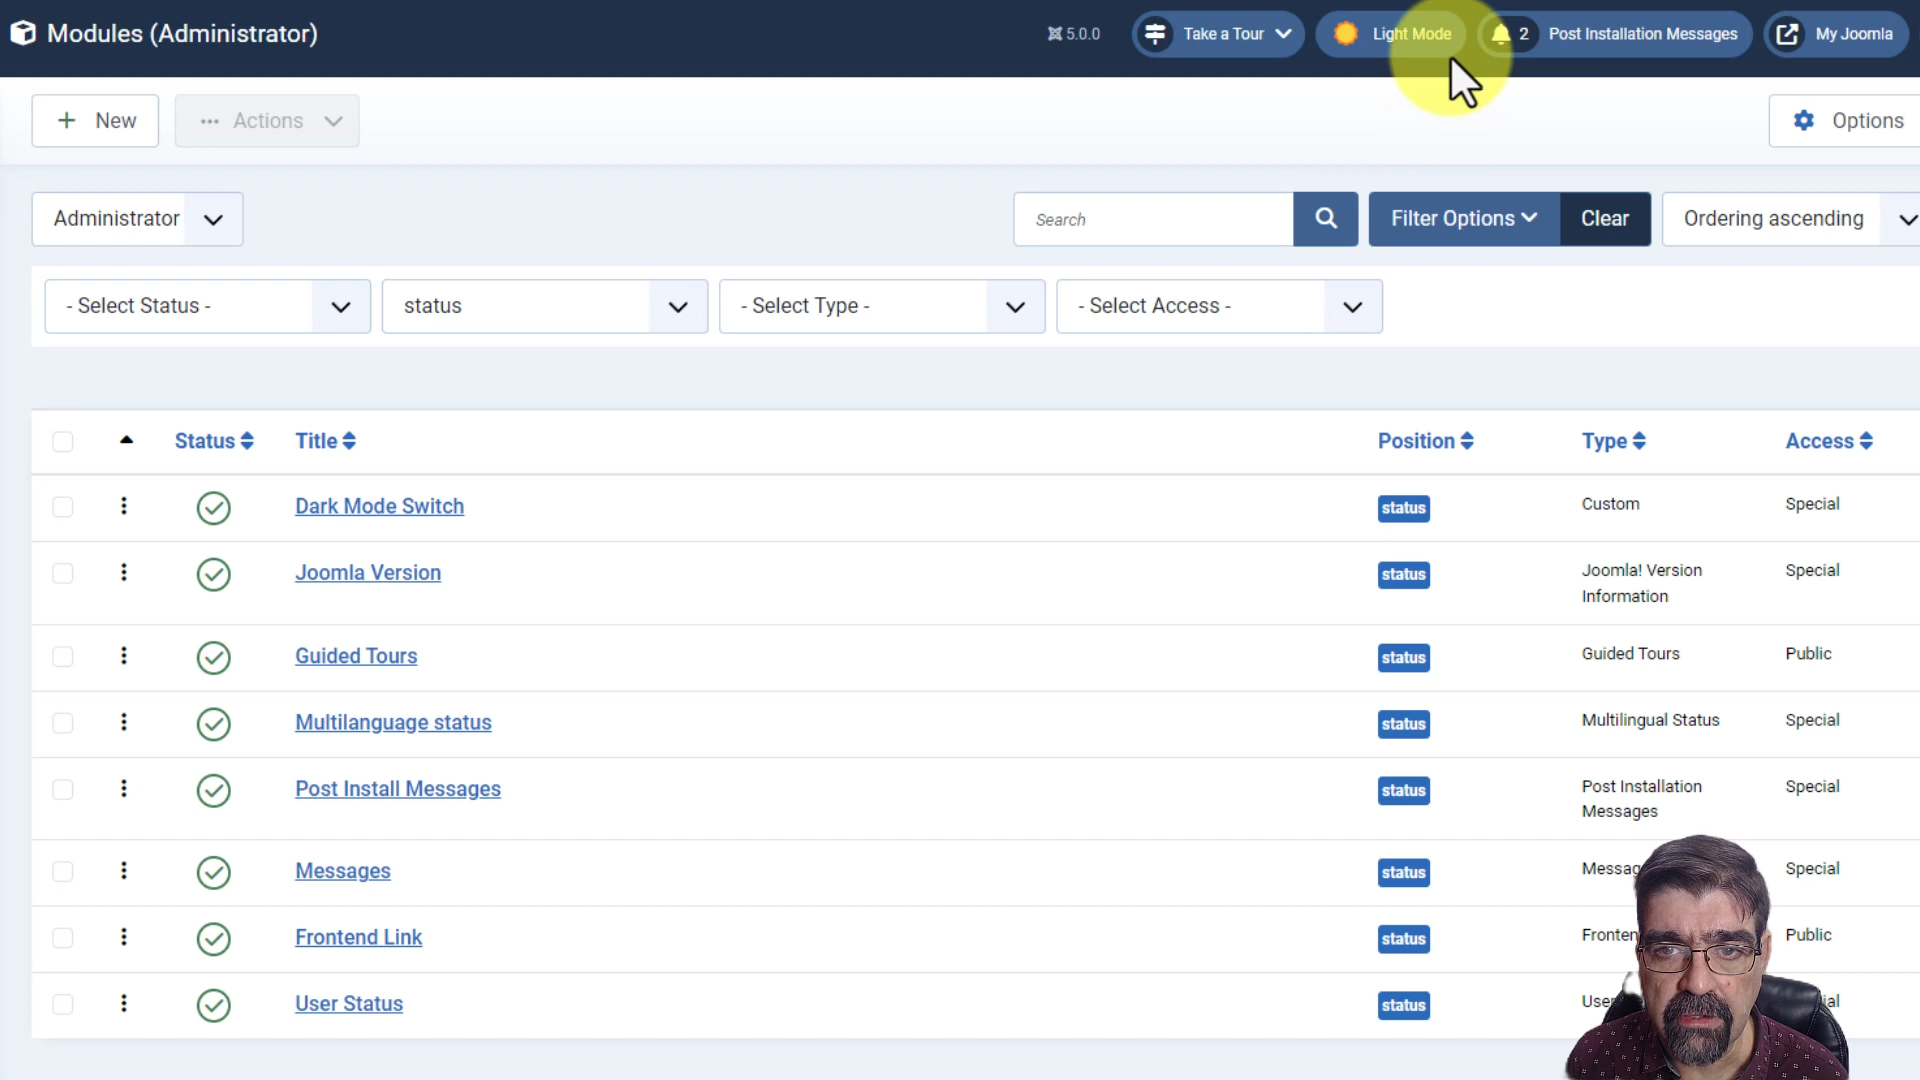 Modules (Administrator)
5.0.0
Take a Tour
Light Mode
2 Post Installation Messages
My Joomla
+ New
... Actions
Options
Administrator
Search
Filter Options
Clear
Ordering ascending
- Select Status -
status
- Select Type -
- Select Access -
Status Title Position Type Access
Dark Mode Switch status Custom Special
Joomla Version status Joomla! Version Special
Information
Guided Tours status Guided Tours Public
Multilanguage status status Multilingual Status Special
Post Install Messages status Post Installation Special
Messages
Messages status Special
Frontend Link status Public
User Status status